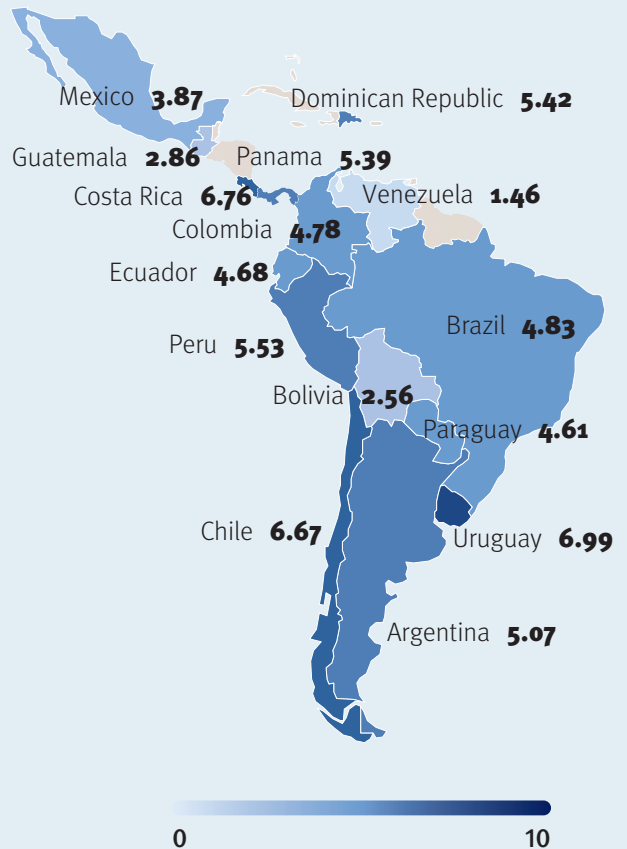 Mexico 3.87
Dominican Republic 5.42
Guatemala 2.86
Panama 5.39
Costa Rica 6.76
Venezuela 1.46
Colombia 4.78
Ecuador 4.68
Brazil 4.83
Peru 5.53
Bolivia 2.56
Paraguay 4.61
Chile 6.67
Uruguay 6.99
Argentina 5.07
0 10